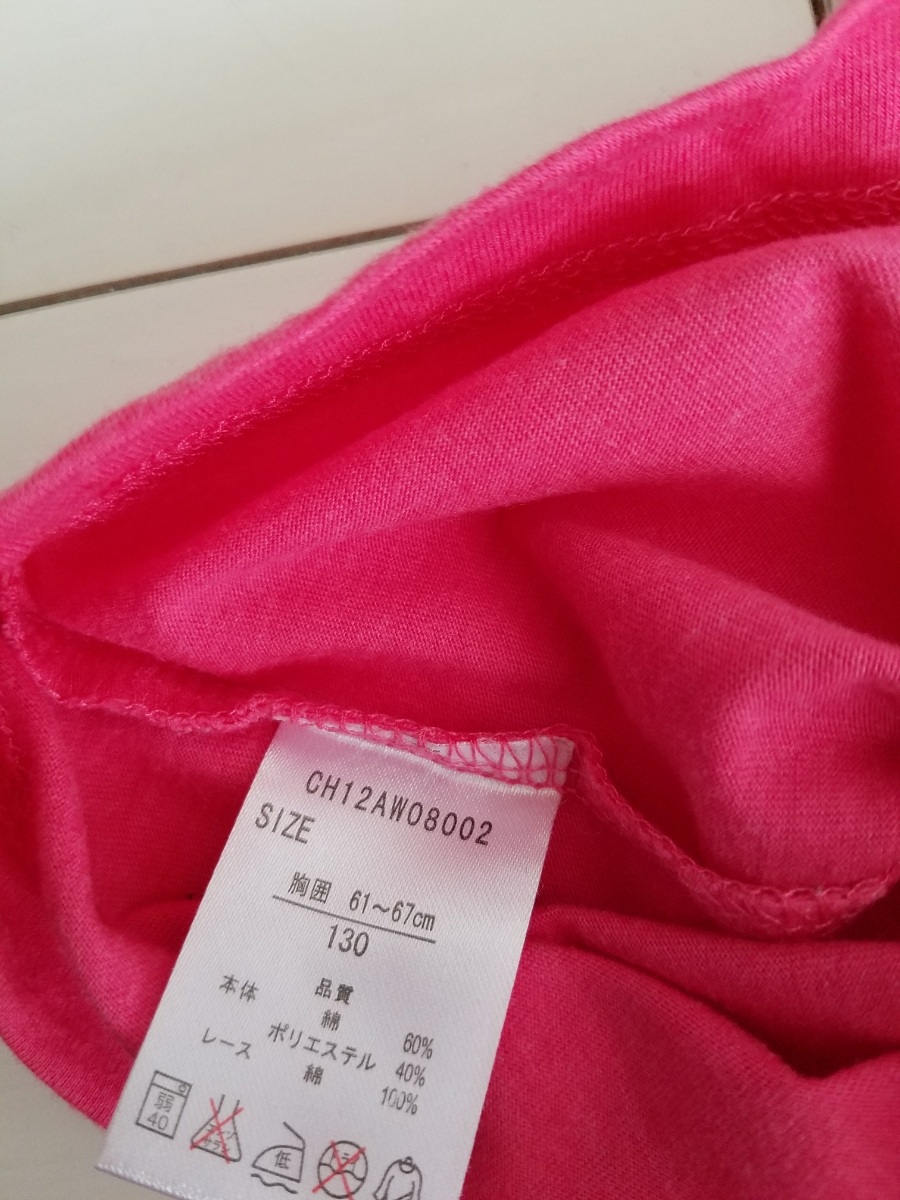 CH12AW08002
SIZE
胸囲 61～67cm
130
品質
本体 綿 60%
ポリエステル 40%
レース 綿 100%
弱 40
低